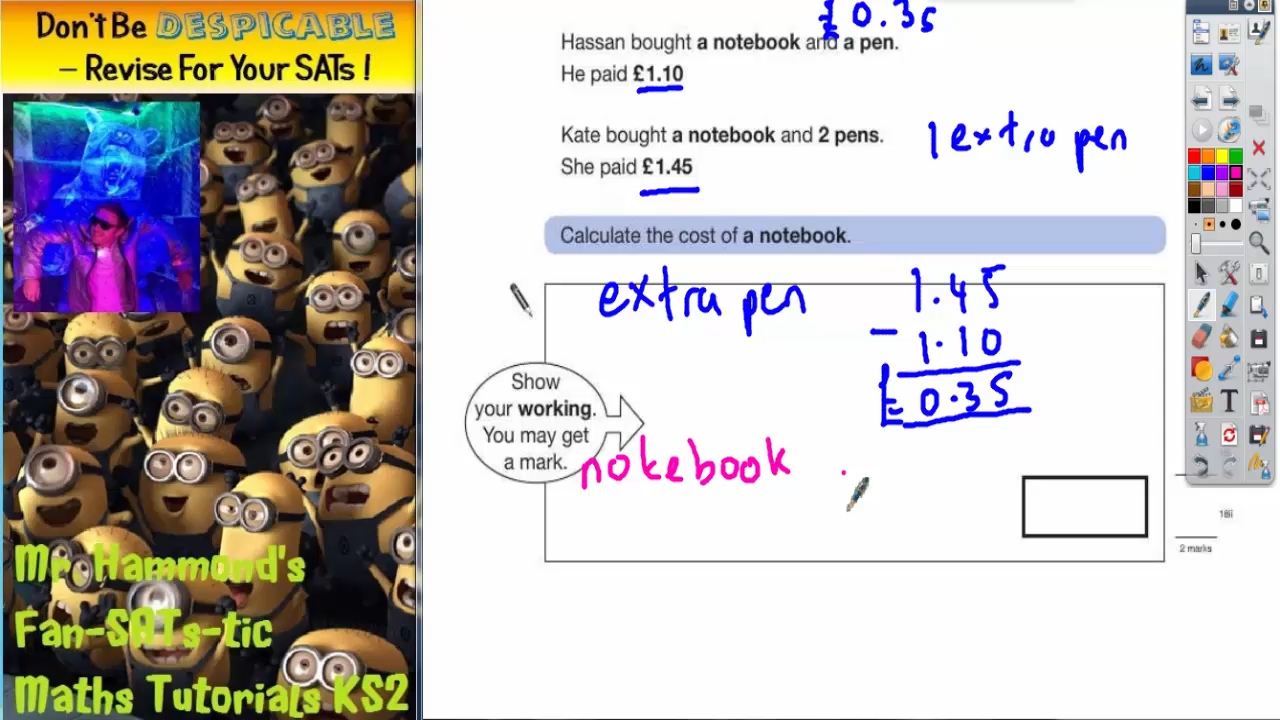 Don't Be DESPICABLE
– Revise For Your SATs !
Mr. Hammond's
Fan-SATs-tic
Maths Tutorials KS2
£0.35
Hassan bought a notebook and a pen.
He paid £1.10
Kate bought a notebook and 2 pens.
1 extra pen
She paid £1.45
Calculate the cost of a notebook.
extra pen
1.45
- 1.10
£0.35
Show
your working.
You may get
a mark.
notebook
16i
2 marks